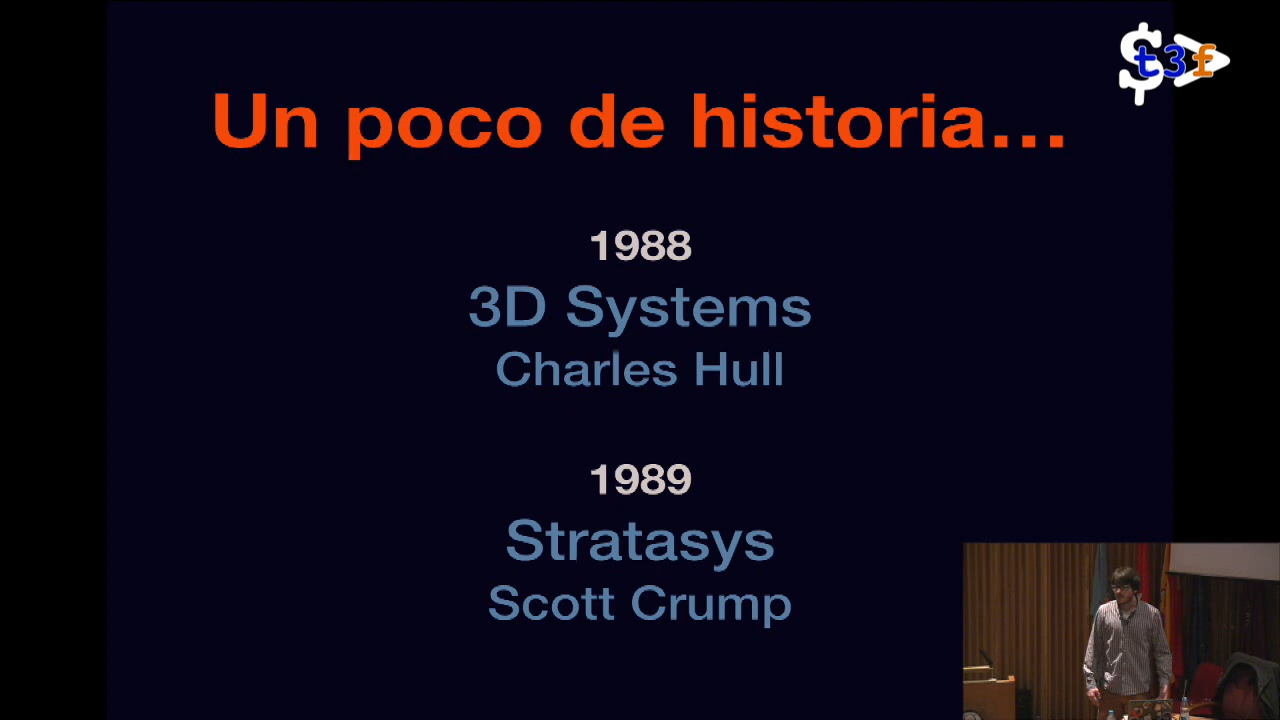 $t3f
Un poco de historia...
1988
3D Systems
Charles Hull
1989
Stratasys
Scott Crump